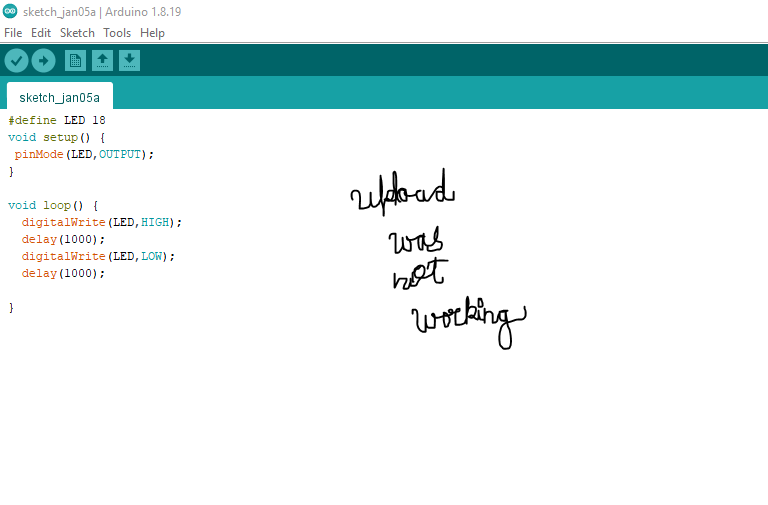 sketch_jan05a | Arduino 1.8.19
File Edit Sketch Tools Help
sketch_jan05a
#define LED 18
void setup() {
 pinMode(LED,OUTPUT);
}

void loop() {
  digitalWrite(LED,HIGH);
  delay(1000);
  digitalWrite(LED,LOW);
  delay(1000);

}
upload
was
not
working